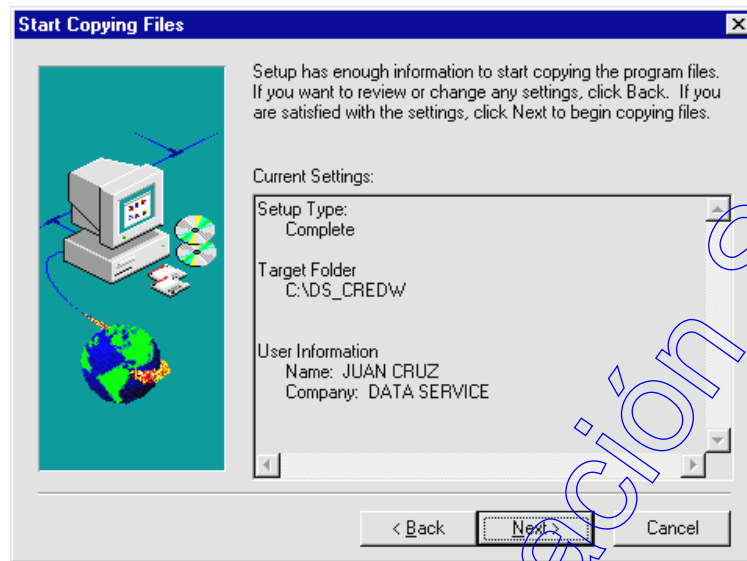 Start Copying Files
Setup has enough information to start copying the program files.
If you want to review or change any settings, click Back. If you
are satisfied with the settings, click Next to begin copying files.
Current Settings:
Setup Type:
Complete
Target Folder
C:\DS_CREDW
User Information
Name: JUAN CRUZ
Company: DATA SERVICE
< Back
Next >
Cancel